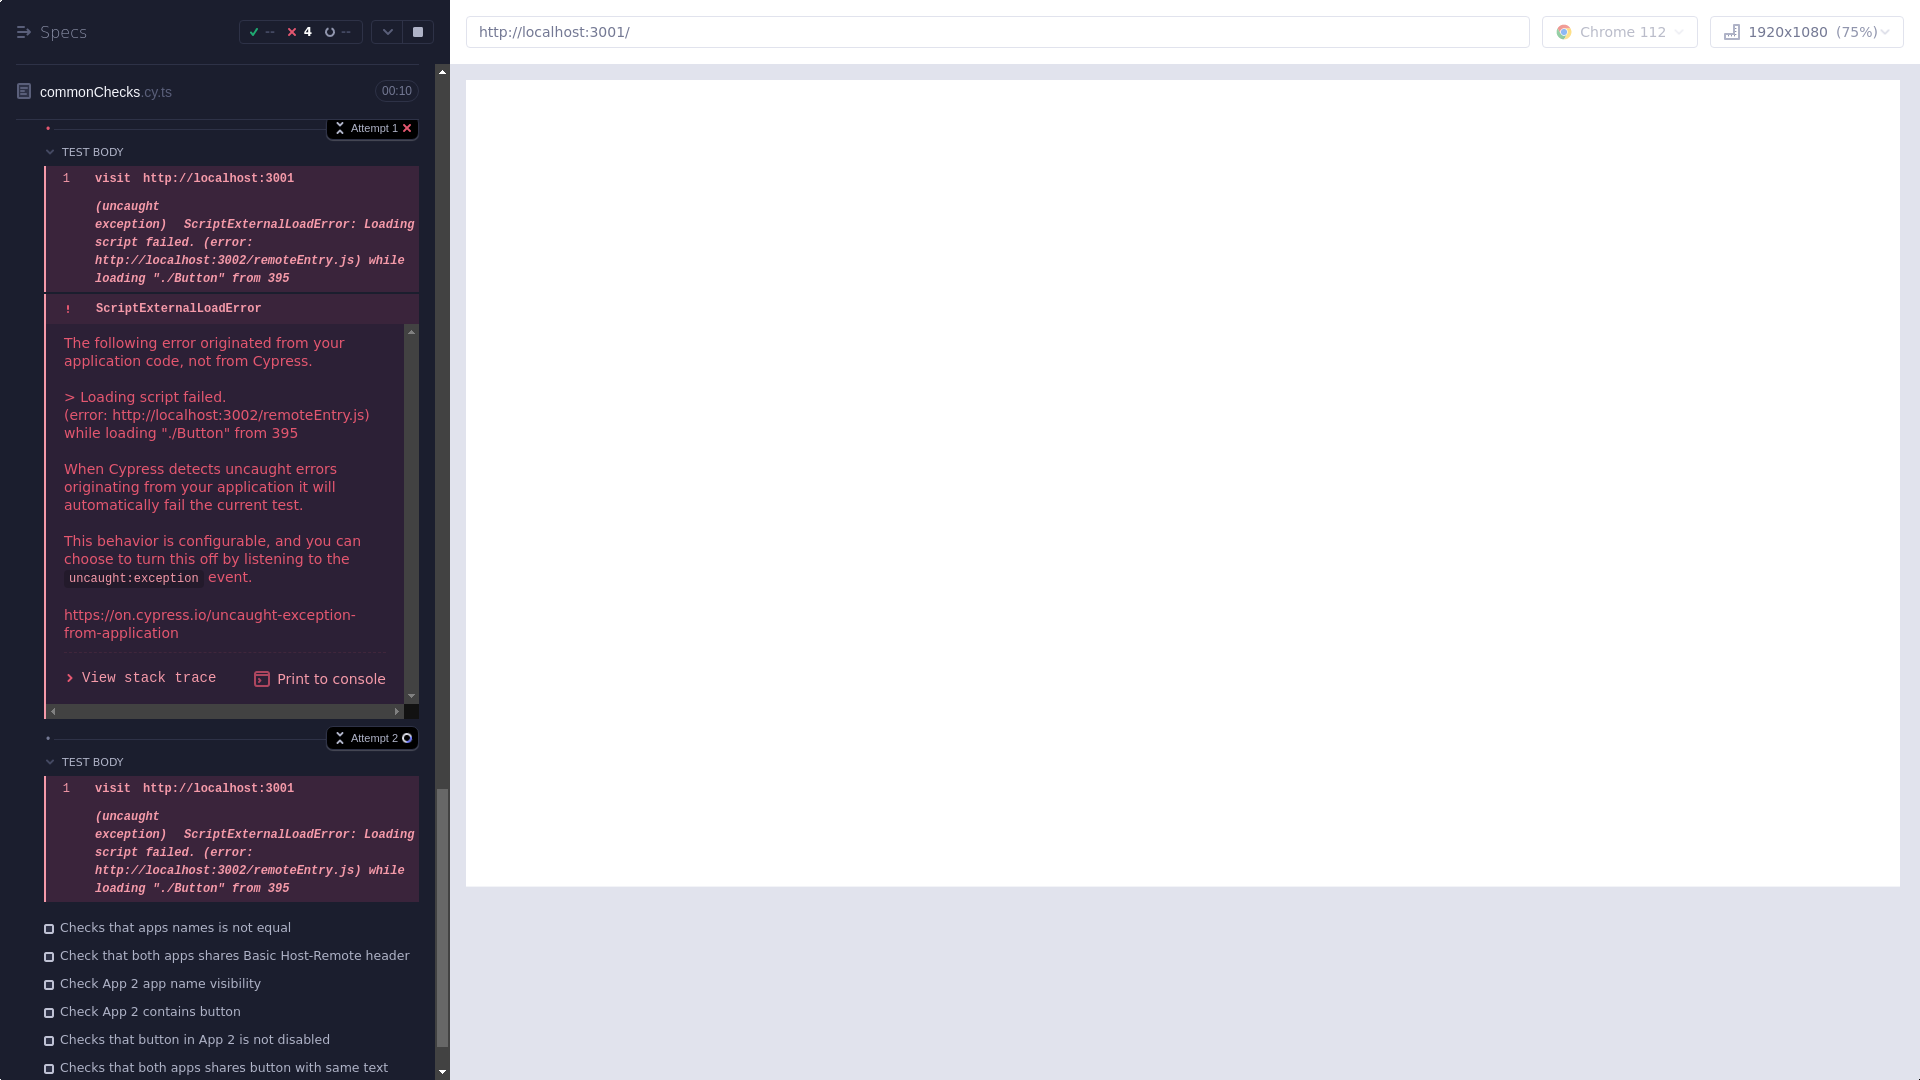 Specs
-- 4 --
http://localhost:3001/
Chrome 112
1920x1080 (75%)
commonChecks.cy.ts
00:10
Attempt 1
TEST BODY
1 visit http://localhost:3001
(uncaught
exception) ScriptExternalLoadError: Loading
script failed. (error:
http://localhost:3002/remoteEntry.js) while
loading "./Button" from 395
! ScriptExternalLoadError
The following error originated from your
application code, not from Cypress.
> Loading script failed.
(error: http://localhost:3002/remoteEntry.js)
while loading "./Button" from 395
When Cypress detects uncaught errors
originating from your application it will
automatically fail the current test.
This behavior is configurable, and you can
choose to turn this off by listening to the
uncaught:exception event.
https://on.cypress.io/uncaught-exception-
from-application
View stack trace
Print to console
Attempt 2
TEST BODY
1 visit http://localhost:3001
(uncaught
exception) ScriptExternalLoadError: Loading
script failed. (error:
http://localhost:3002/remoteEntry.js) while
loading "./Button" from 395
Checks that apps names is not equal
Check that both apps shares Basic Host-Remote header
Check App 2 app name visibility
Check App 2 contains button
Checks that button in App 2 is not disabled
Checks that both apps shares button with same text